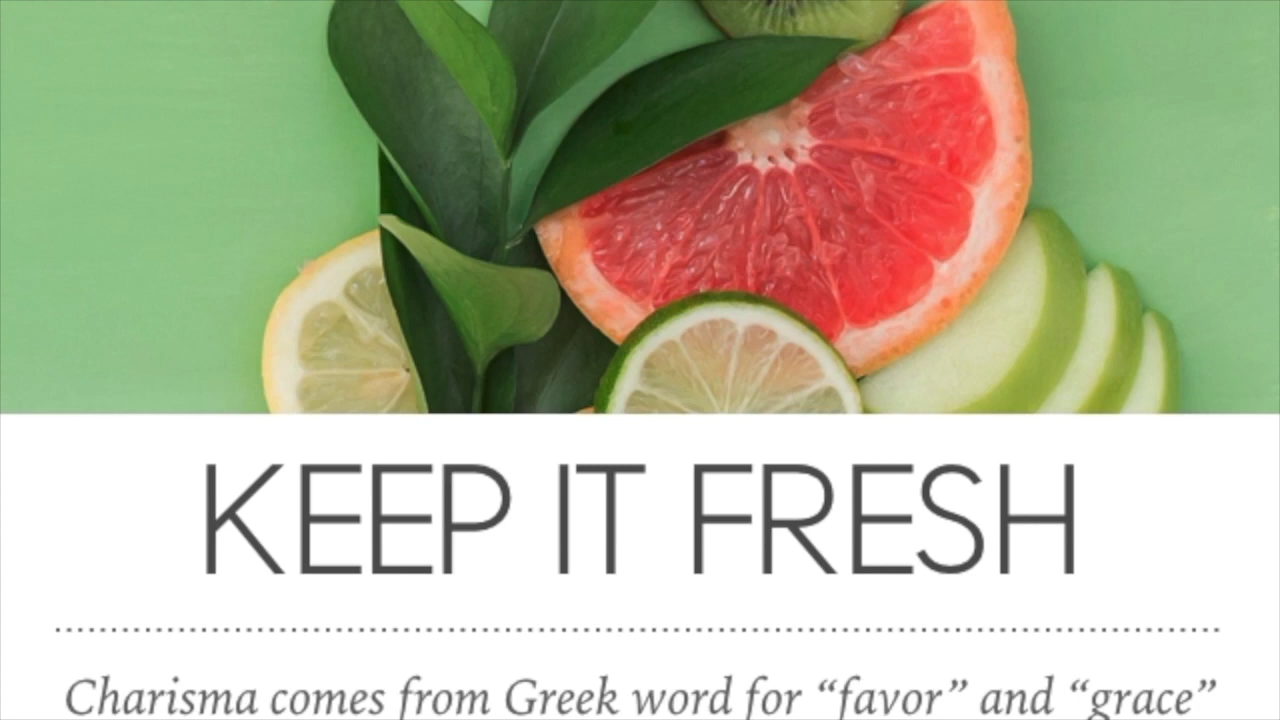 KEEP IT FRESH
Charisma comes from Greek word for “favor” and “grace”